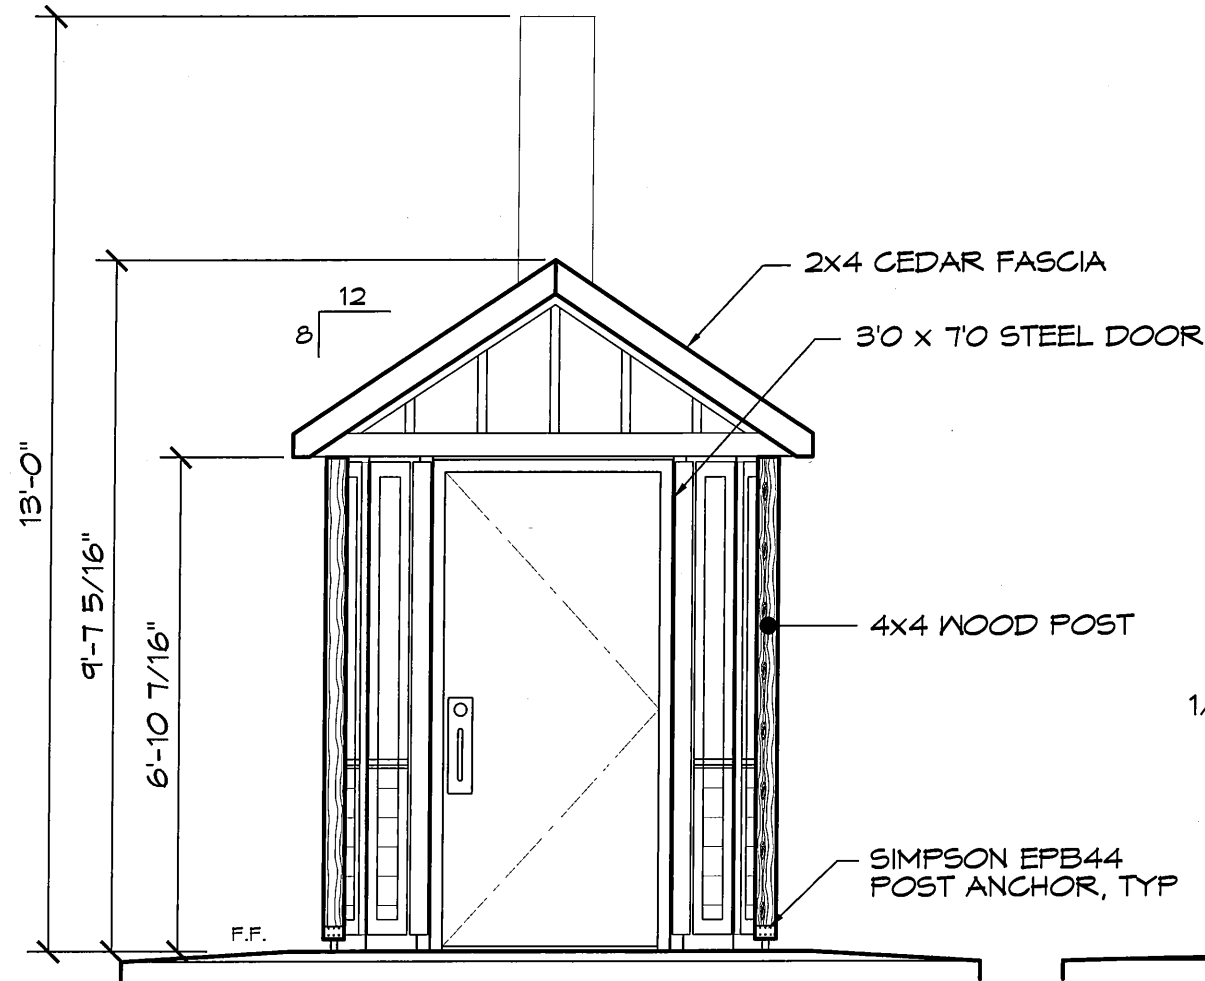 2x4 CEDAR FASCIA
12
8
3'0 x 7'0 STEEL DOOR
13'-0"
9'-7 5/16"
6'-10 7/16"
4x4 WOOD POST
1/
SIMPSON EPB44
POST ANCHOR, TYP
F.F.